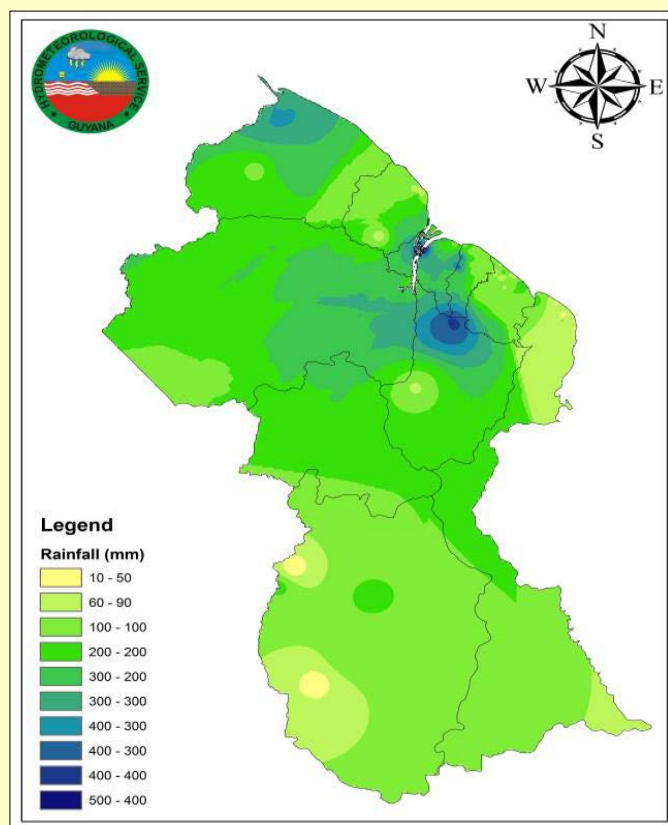 HYDROMETEOROLOGICAL SERVICE
GUYANA
N
W E
S
Legend
Rainfall (mm)
10 - 50
60 - 90
100 - 100
200 - 200
300 - 200
300 - 300
400 - 300
400 - 300
400 - 400
500 - 400